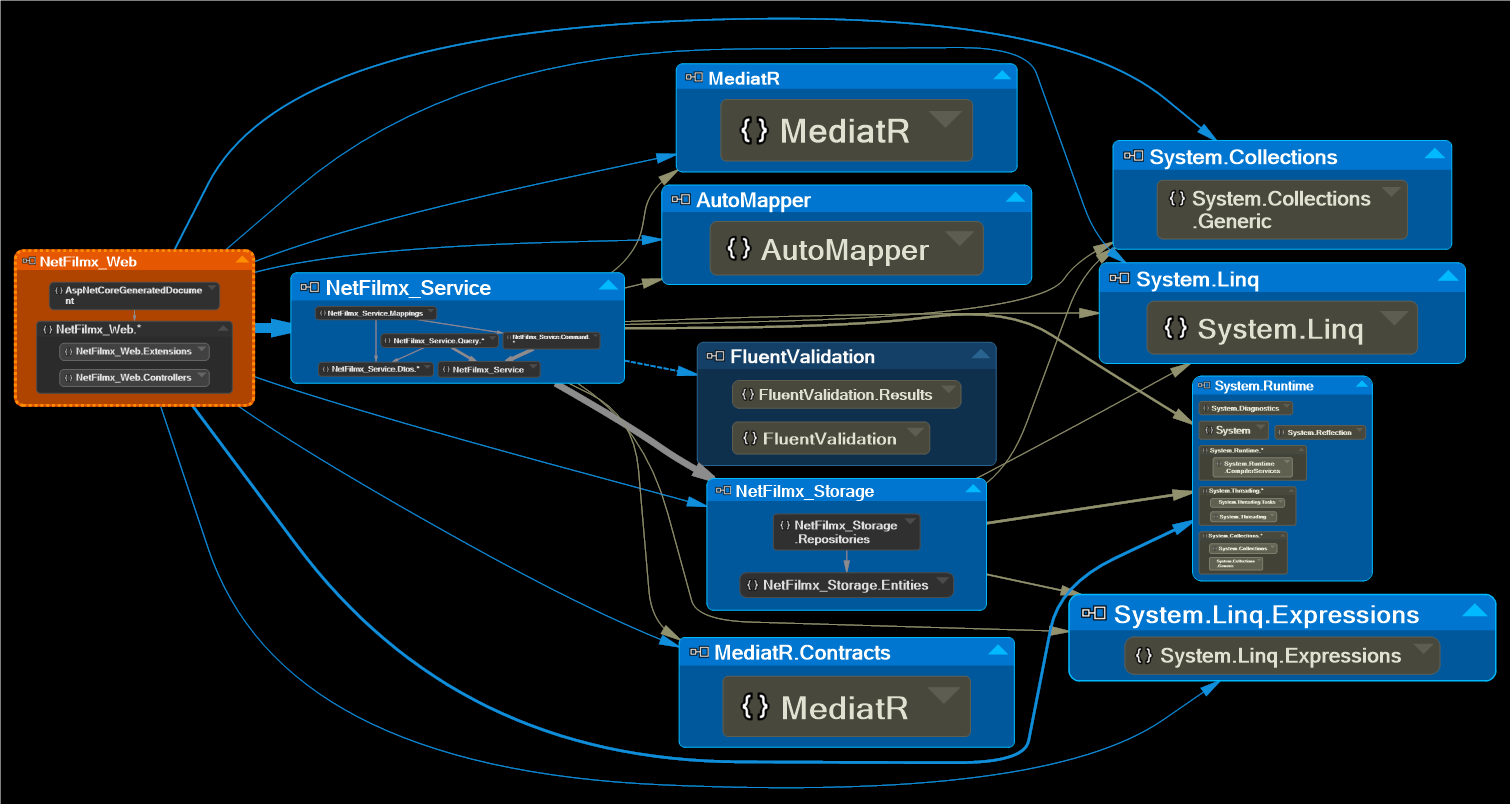 NetFilmx_Web
{} AspNetCoreGeneratedDocume
nt
{} NetFilmx_Web.*
{} NetFilmx_Web.Extensions
{} NetFilmx_Web.Controllers
NetFilmx_Service
{} NetFilmx_Service.Mappings
{} NetFilmx_Service.Query.*
{} NetFilmx_Service.Command.
*
{} NetFilmx_Service.Dtos.*
{} NetFilmx_Service
MediatR
{} MediatR
AutoMapper
{} AutoMapper
FluentValidation
{} FluentValidation.Results
{} FluentValidation
NetFilmx_Storage
{} NetFilmx_Storage
.Repositories
{} NetFilmx_Storage.Entities
MediatR.Contracts
{} MediatR
System.Collections
{} System.Collections
.Generic
System.Linq
{} System.Linq
System.Runtime
{} System.Diagnostics
{} System
{} System.Reflection
{} System.Runtime.*
{} System.Runtime
.CompilerServices
{} System.Threading.*
{} System.Threading.Tasks
{} System.Threading
{} System.Collections.*
{} System.Collections
{} System.Collections
.Generic
System.Linq.Expressions
{} System.Linq.Expressions